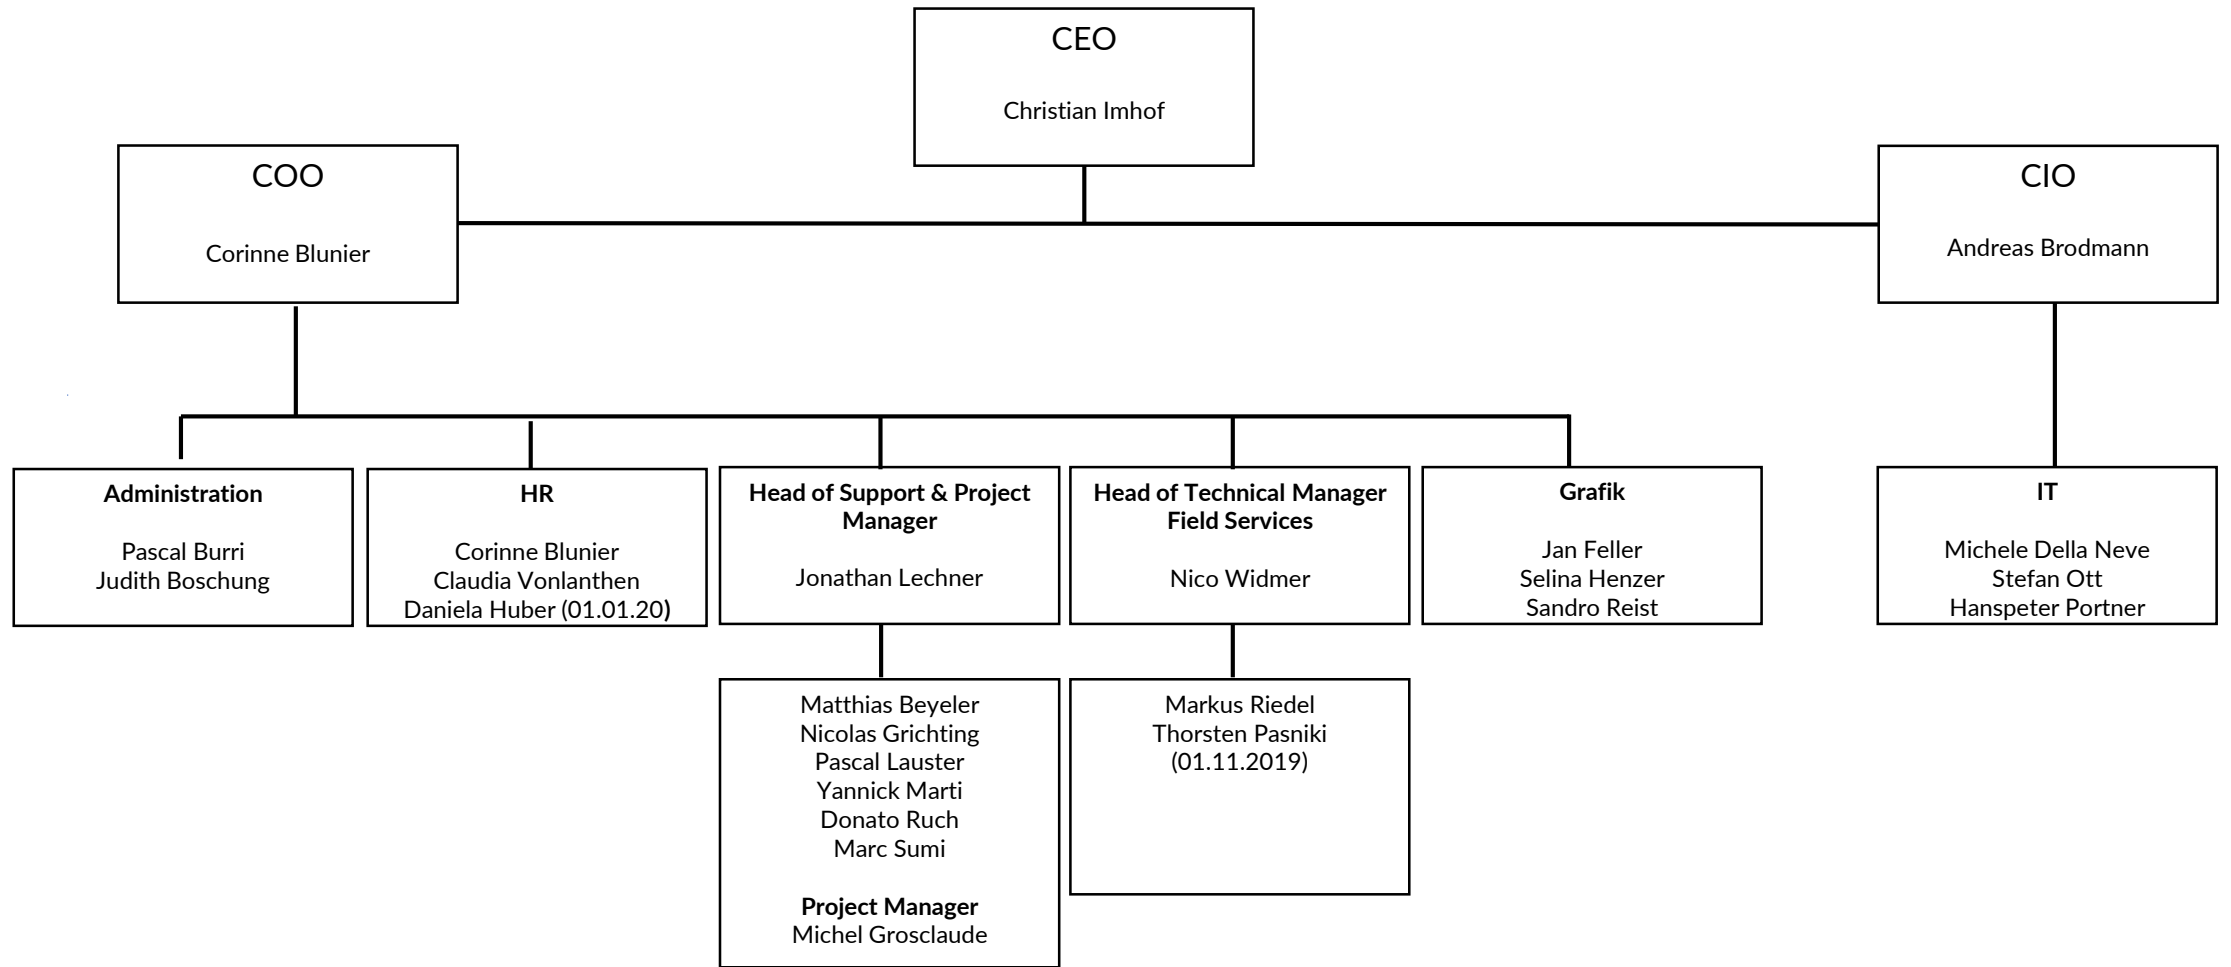 CEO
Christian Imhof
COO
Corinne Blunier
CIO
Andreas Brodmann
Administration
Pascal Burri
Judith Boschung
HR
Corinne Blunier
Claudia Vonlanthen
Daniela Huber (01.01.20)
Head of Support & Project
Manager
Jonathan Lechner
Head of Technical Manager
Field Services
Nico Widmer
Grafik
Jan Feller
Selina Henzer
Sandro Reist
IT
Michele Della Neve
Stefan Ott
Hanspeter Portner
Matthias Beyeler
Nicolas Grichting
Pascal Lauster
Yannick Marti
Donato Ruch
Marc Sumi
Project Manager
Michel Grosclaude
Markus Riedel
Thorsten Pasniki
(01.11.2019)